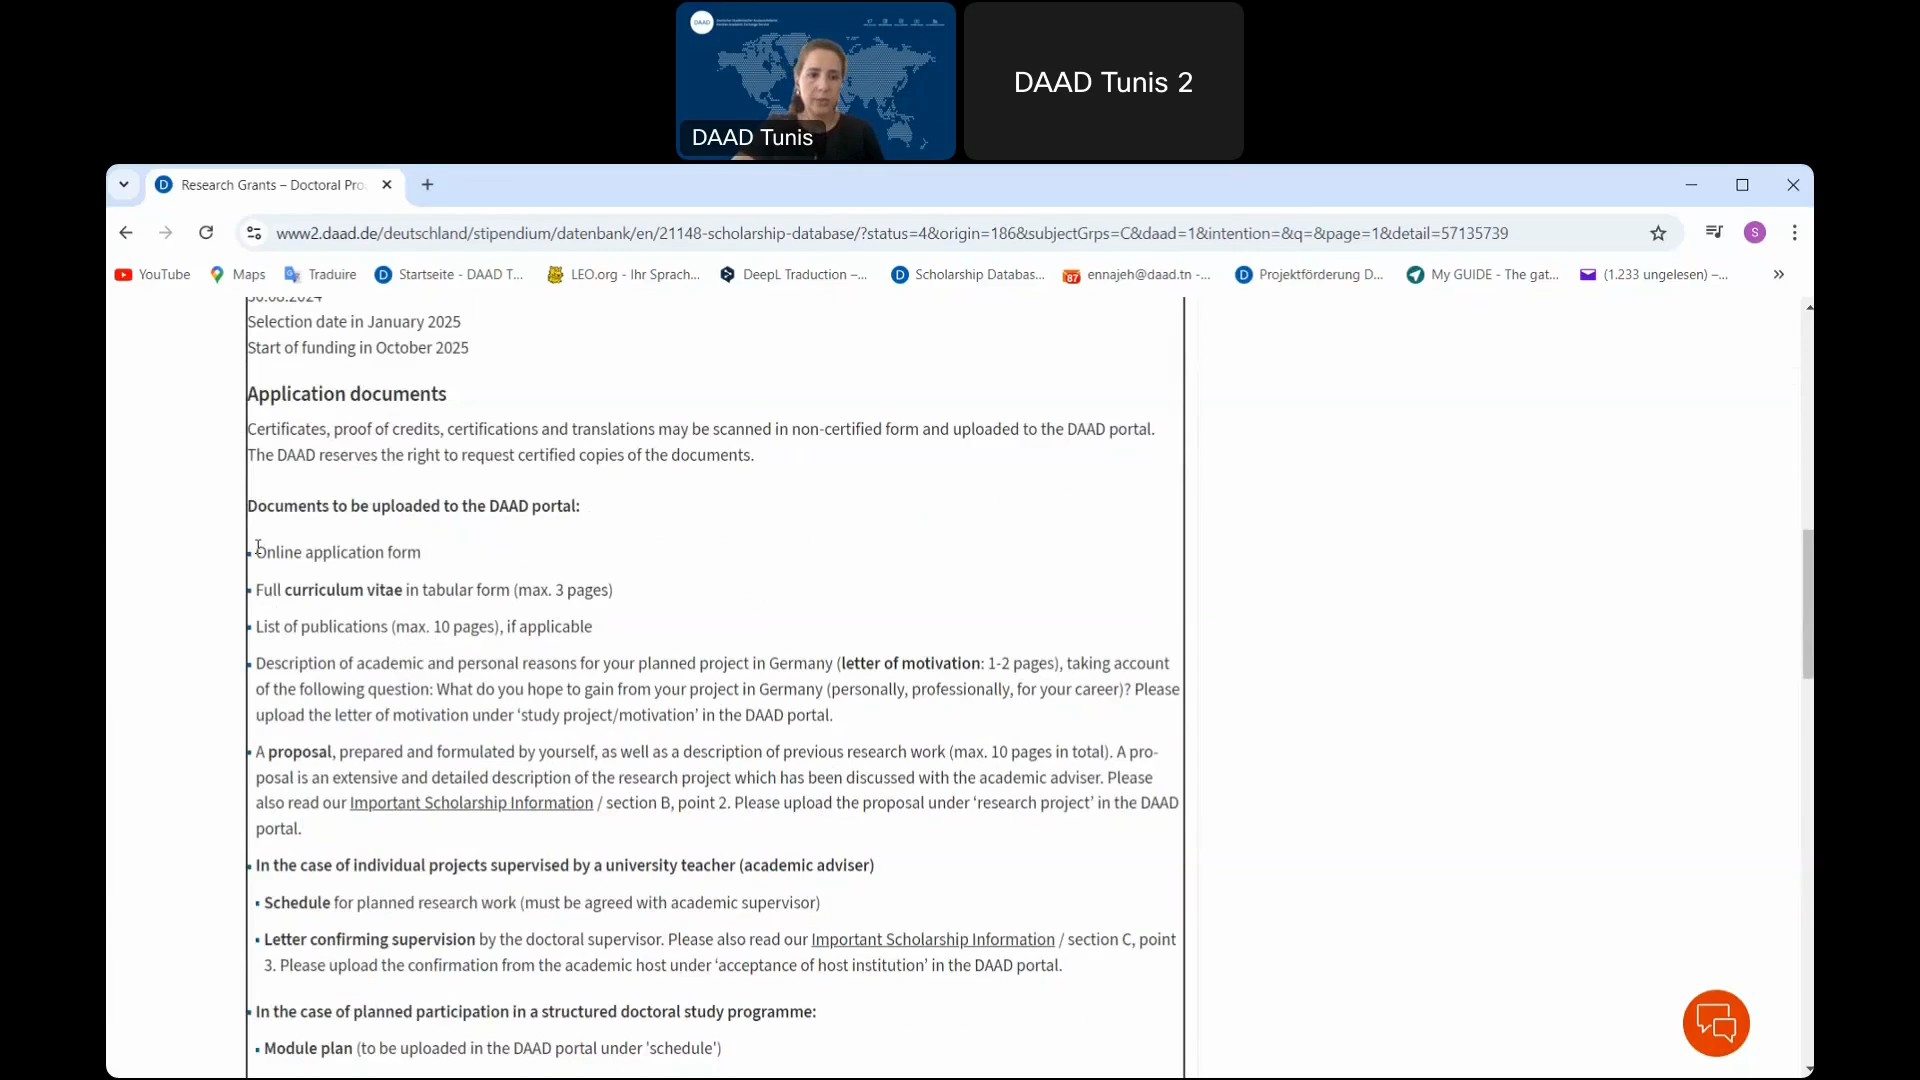 DAAD
DAAD Tunis
DAAD Tunis 2
Research Grants – Doctoral Pro
www2.daad.de/deutschland/stipendium/datenbank/en/21148-scholarship-database/?status=4&origin=186&subjectGrps=C&daad=1&intention=&q=&page=1&detail=57135739
S
YouTube Maps Traduire Startseite - DAAD T... LEO.org - Ihr Sprach... DeepL Traduction –... Scholarship Databas... 87 ennajeh@daad.tn -... Projektförderung D... My GUIDE - The gat... (1.233 ungelesen) –...
30.08.2024
Selection date in January 2025
Start of funding in October 2025
Application documents
Certificates, proof of credits, certifications and translations may be scanned in non-certified form and uploaded to the DAAD portal.
The DAAD reserves the right to request certified copies of the documents.
Documents to be uploaded to the DAAD portal:
Online application form
Full curriculum vitae in tabular form (max. 3 pages)
List of publications (max. 10 pages), if applicable
Description of academic and personal reasons for your planned project in Germany (letter of motivation: 1-2 pages), taking account
of the following question: What do you hope to gain from your project in Germany (personally, professionally, for your career)? Please
upload the letter of motivation under ‘study project/motivation’ in the DAAD portal.
A proposal, prepared and formulated by yourself, as well as a description of previous research work (max. 10 pages in total). A pro-
posal is an extensive and detailed description of the research project which has been discussed with the academic adviser. Please
also read our Important Scholarship Information / section B, point 2. Please upload the proposal under ‘research project’ in the DAAD
portal.
In the case of individual projects supervised by a university teacher (academic adviser)
Schedule for planned research work (must be agreed with academic supervisor)
Letter confirming supervision by the doctoral supervisor. Please also read our Important Scholarship Information / section C, point
3. Please upload the confirmation from the academic host under ‘acceptance of host institution’ in the DAAD portal.
In the case of planned participation in a structured doctoral study programme:
Module plan (to be uploaded in the DAAD portal under 'schedule')